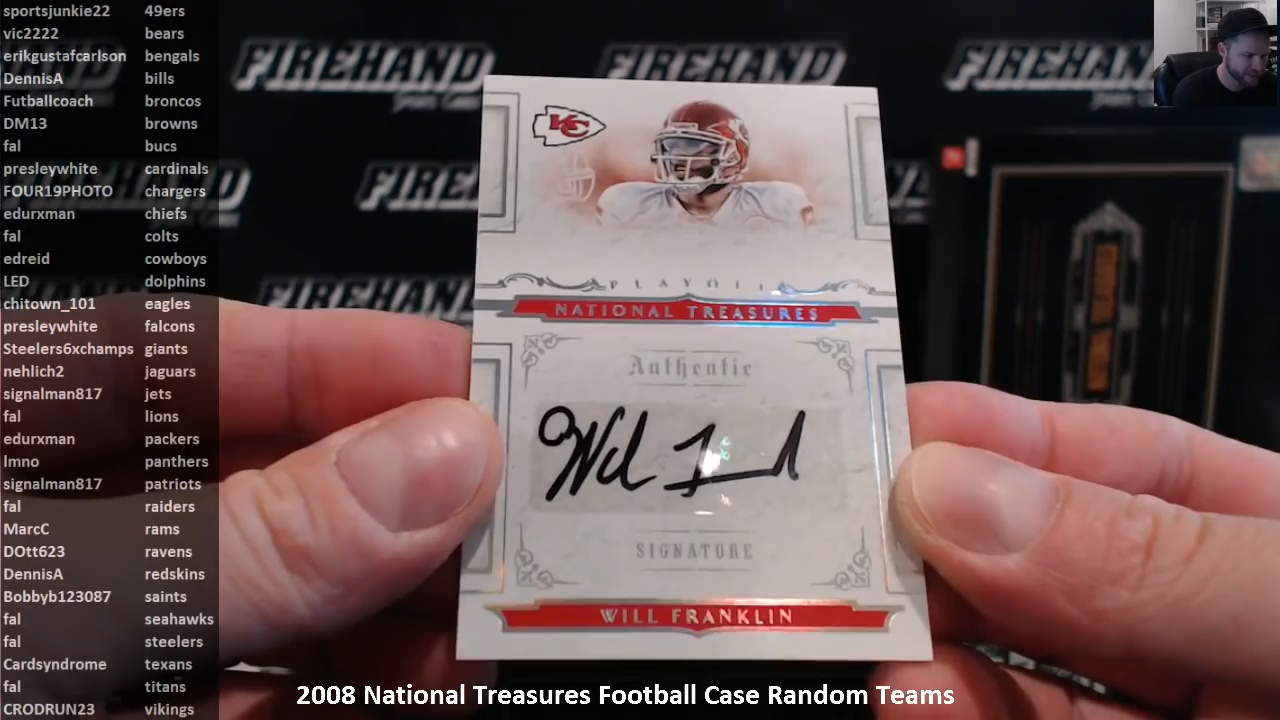 sportsjunkie22 49ers
vic2222 bears
erikgustafcarlson bengals
DennisA bills
Futballcoach broncos
DM13 browns
fal bucs
presleywhite cardinals
FOUR19PHOTO chargers
edurxman chiefs
fal colts
edreid cowboys
LED dolphins
chitown_101 eagles
presleywhite falcons
Steelers6xchamps giants
nehlich2 jaguars
signalman817 jets
fal lions
edurxman packers
lmno panthers
signalman817 patriots
fal raiders
MarcC rams
DOtt623 ravens
DennisA redskins
Bobbyb123087 saints
fal seahawks
fal steelers
Cardsyndrome texans
fal titans
CRODRUN23 vikings
FIREHAND
FIREHAND
FIREHAND
KC
PLAYOFF
NATIONAL TREASURES
Authentic
SIGNATURE
WILL FRANKLIN
2008 National Treasures Football Case Random Teams